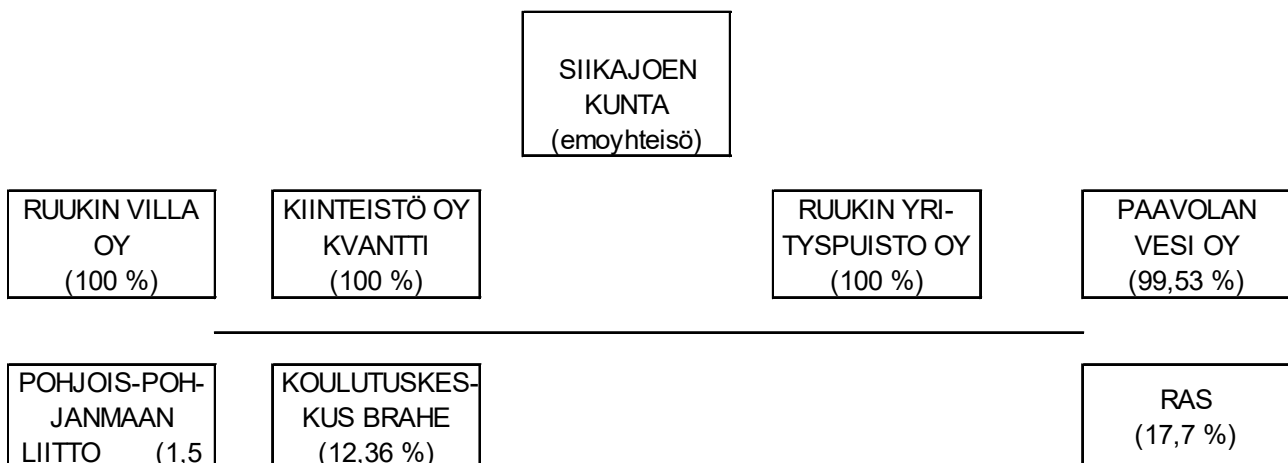 SIIKAJOEN
KUNTA
(emoyhteisö)
RUUKIN VILLA
OY
(100 %)
KIINTEISTÖ OY
KVANTTI
(100 %)
RUUKIN YRI-
TYSPUISTO OY
(100 %)
PAAVOLAN
VESI OY
(99,53 %)
POHJOIS-POH-
JANMAAN
LIITTO (1,5
KOULUTUSKES-
KUS BRAHE
(12,36 %)
RAS
(17,7 %)